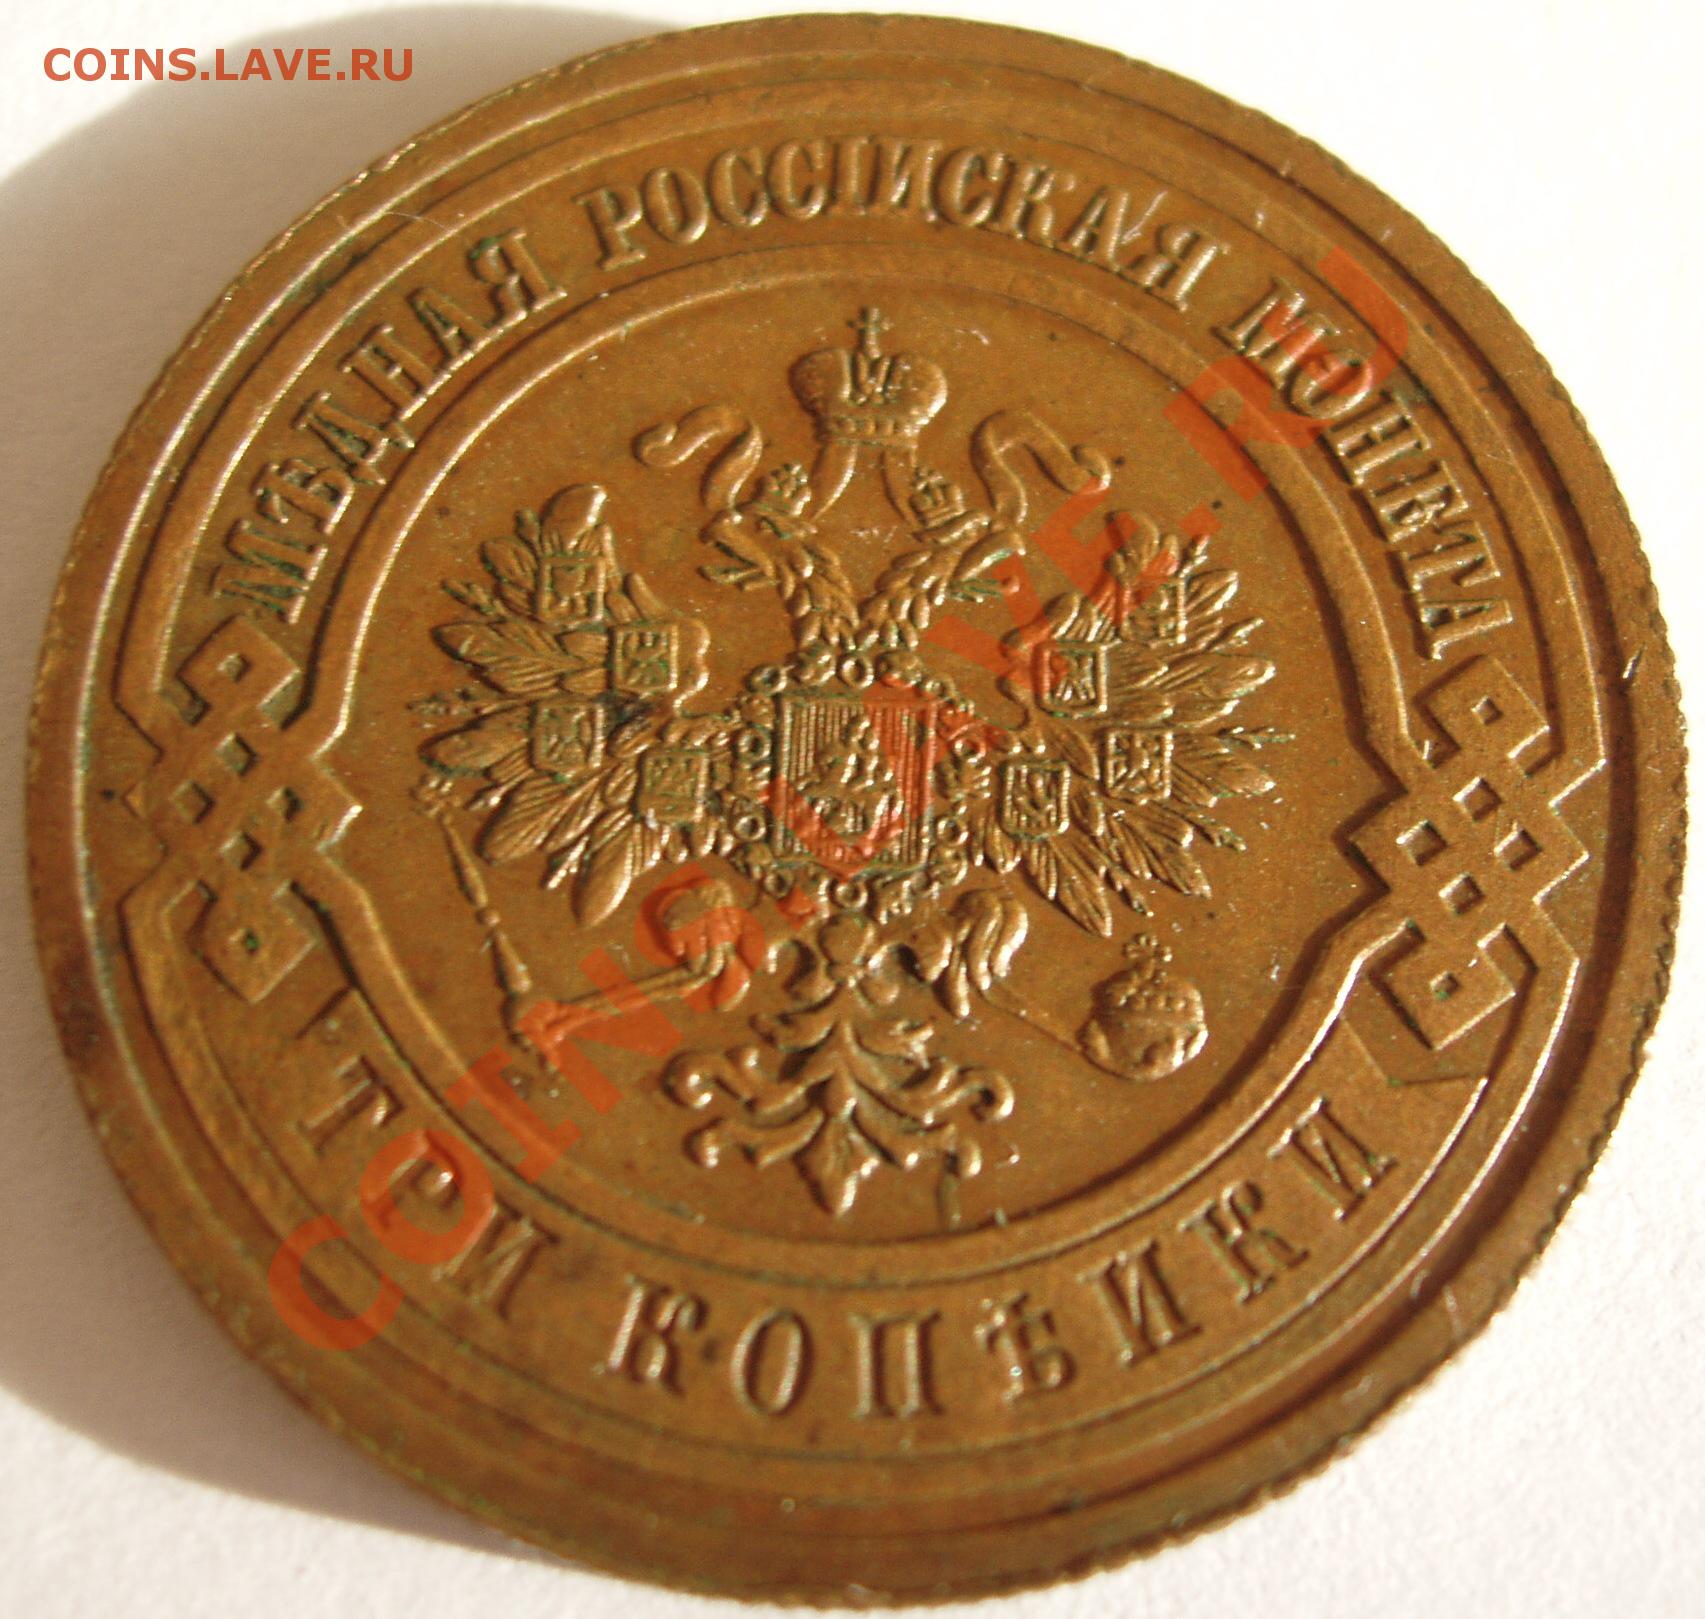 COINS.LAVE.RU
МѢДНАЯ РОССІЙСКАЯ МОНЕТА
ТРИ КОПѢЙКИ
COINS.LAVE.RU